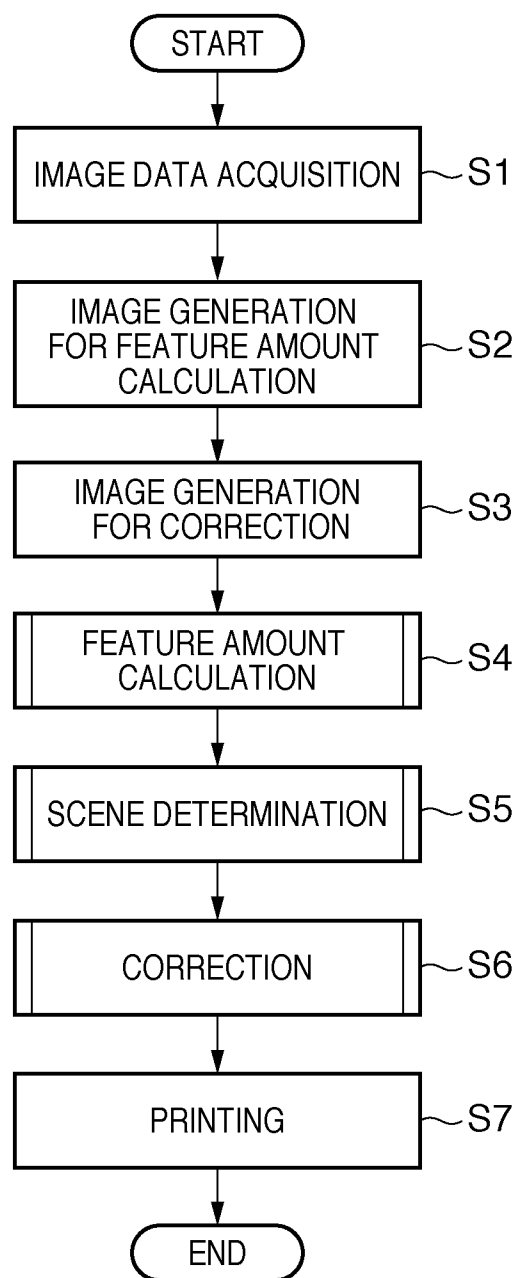 START
IMAGE DATA ACQUISITION
S1
IMAGE GENERATION
FOR FEATURE AMOUNT
CALCULATION
S2
IMAGE GENERATION
FOR CORRECTION
S3
FEATURE AMOUNT
CALCULATION
S4
SCENE DETERMINATION
S5
CORRECTION
S6
PRINTING
S7
END